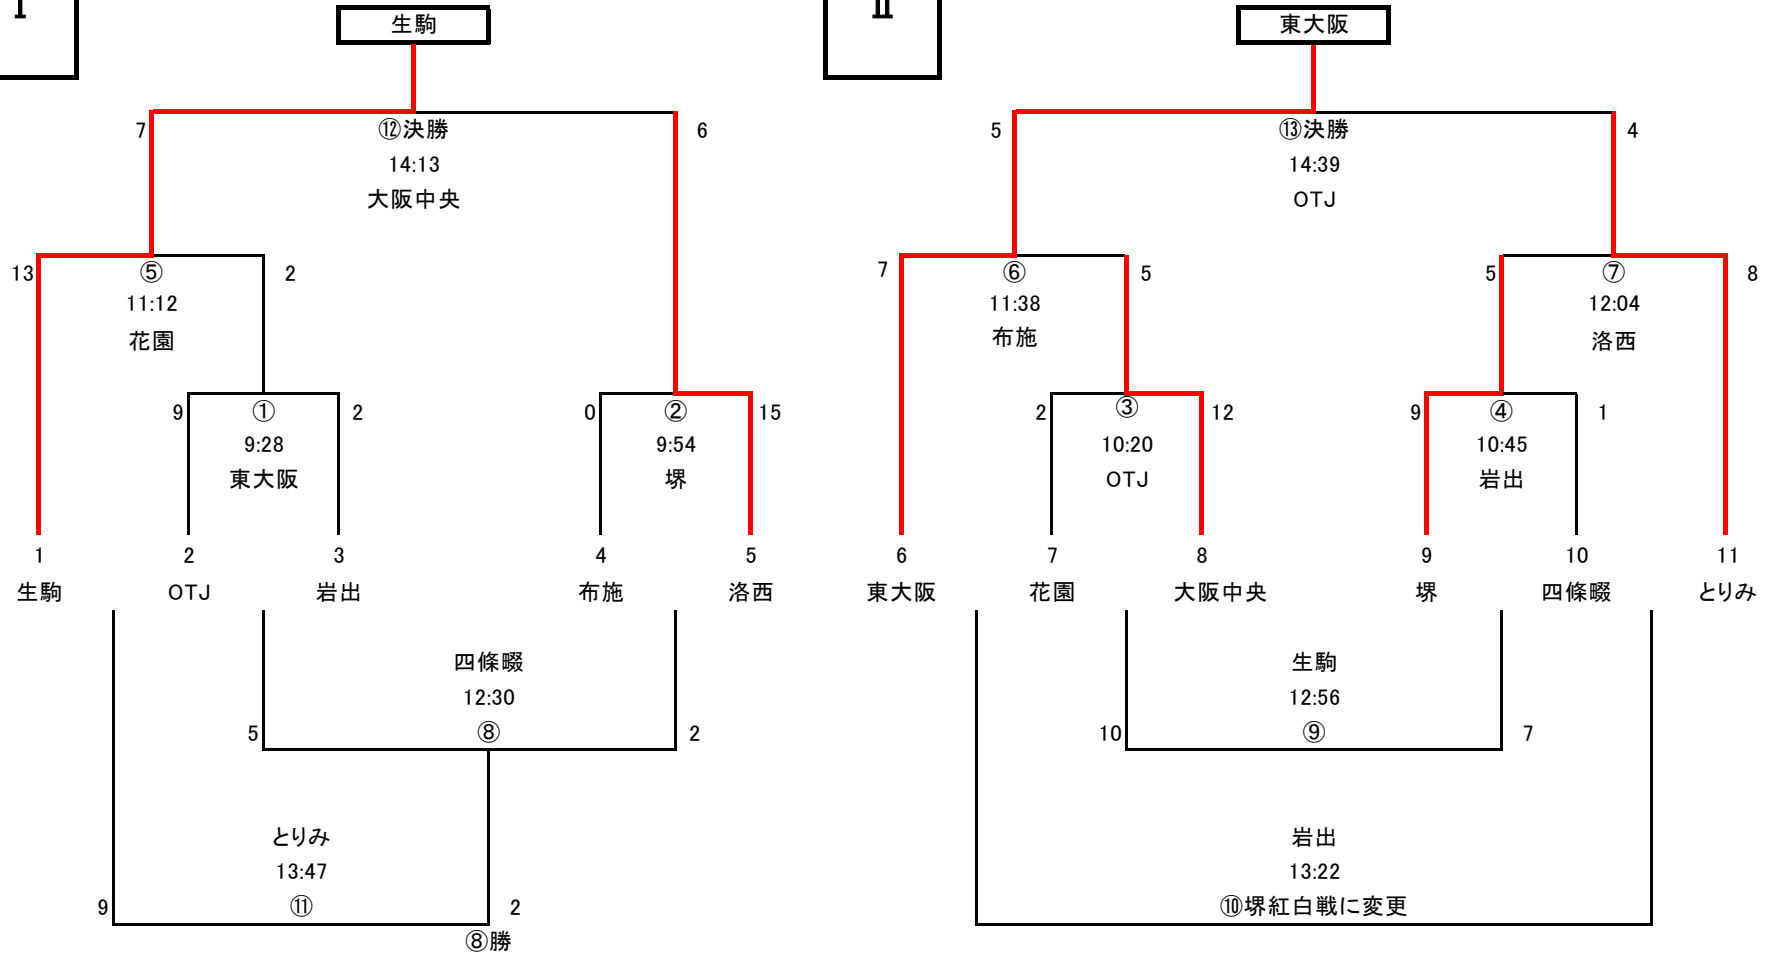 I
生駒
II
東大阪
7
⑫決勝
6
14:13
大阪中央
5
⑬決勝
4
14:39
OTJ
13
⑤
2
11:12
花園
7
⑥
5
11:38
布施
5
⑦
8
12:04
洛西
9
①
2
9:28
東大阪
0
②
15
9:54
堺
2
③
12
10:20
OTJ
9
④
1
10:45
岩出
1
2
3
4
5
6
7
8
9
10
11
生駒
OTJ
岩出
布施
洛西
東大阪
花園
大阪中央
堺
四條畷
とりみ
四條畷
12:30
5
⑧
2
生駒
12:56
10
⑨
7
とりみ
13:47
9
⑪
2
⑧勝
岩出
13:22
⑩堺紅白戦に変更